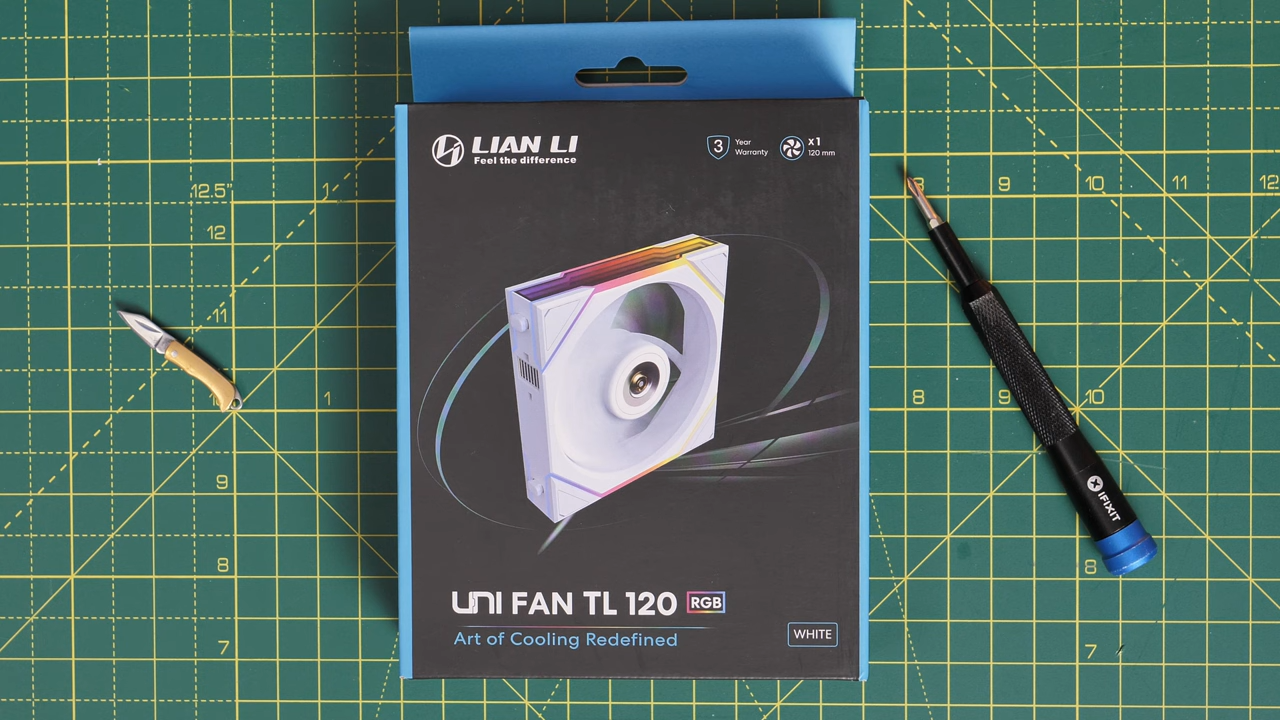 LIAN LI
Feel the difference
3 Year Warranty
X1
120 mm
UNI FAN TL 120 RGB
Art of Cooling Redefined
WHITE
IFIXIT
12.5"
12
11
9
8
7
1
1
8 9 10 11 12
8 9 10
8
7